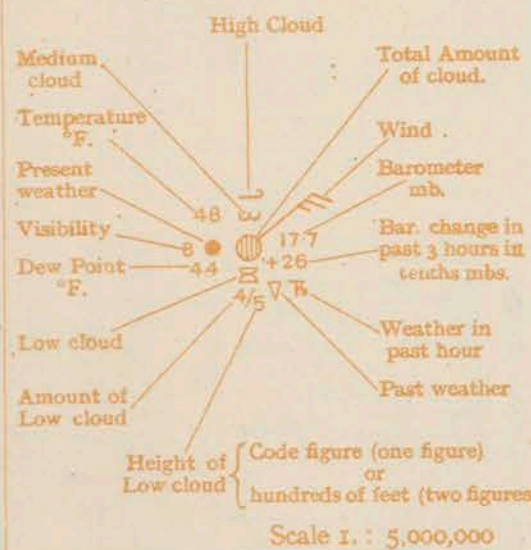 High Cloud
Medium
cloud
Total Amount
of cloud.
Temperature
°F.
Wind.
Present
weather
Barometer
mb.
48
Visibility
8
17.7
Bar. change in
past 3 hours in
tenths mbs.
Dew Point
°F.
44
+26
4/5
Low cloud
Weather in
past hour
Amount of
Low cloud
Past weather
Height of
Low cloud
Code figure (one figure)
or
hundreds of feet (two figures
Scale 1. : 5,000,000